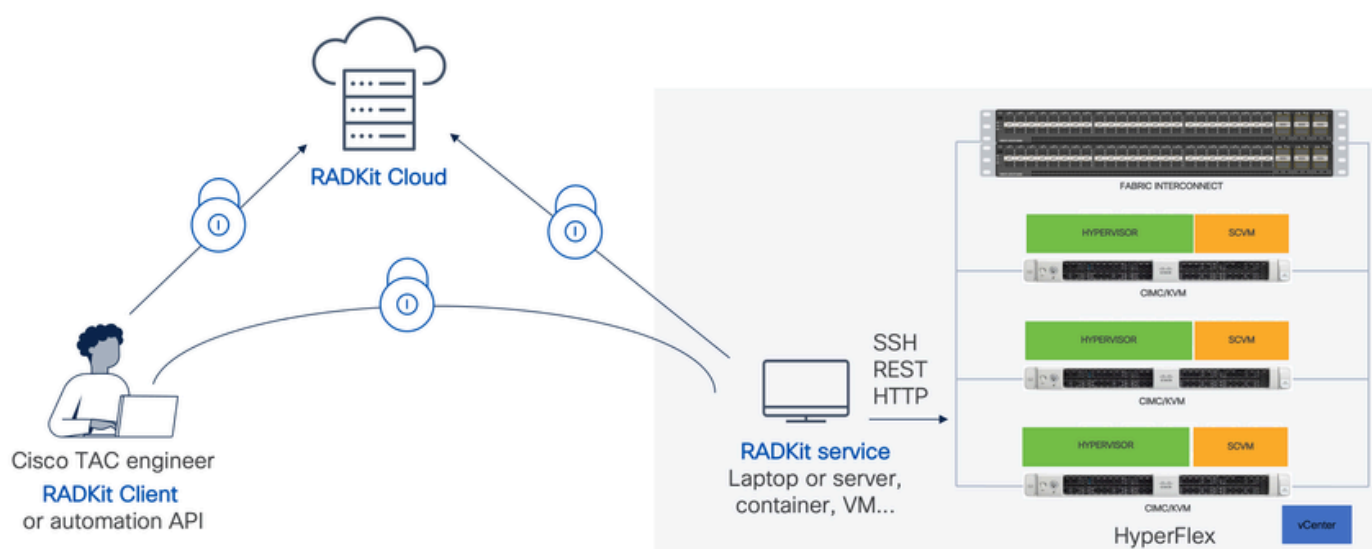 RADKit Cloud
Cisco TAC engineer
RADKit Client
or automation API
SSH
REST
HTTP
RADKit service
Laptop or server,
container, VM...
FABRIC INTERCONNECT
HYPERVISOR
SCVM
CIMC/KVM
HYPERVISOR
SCVM
CIMC/KVM
HYPERVISOR
SCVM
CIMC/KVM
HyperFlex
vCenter